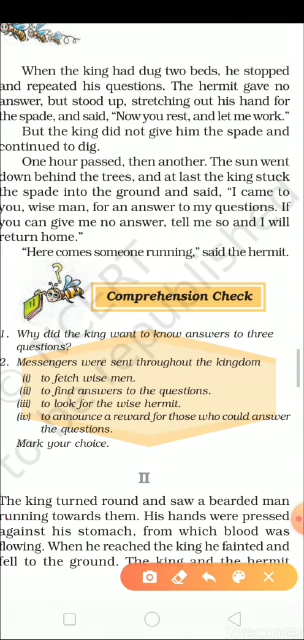 When the king had dug two beds, he stopped
and repeated his questions. The hermit gave no
answer, but stood up, stretching out his hand for
the spade, and said, “Now you rest, and let me work.”
But the king did not give him the spade and
continued to dig.
One hour passed, then another. The sun went
down behind the trees, and at last the king stuck
the spade into the ground and said, “I came to
you, wise man, for an answer to my questions. If
you can give me no answer, tell me so and I will
return home.”
“Here comes someone running,” said the hermit.
Comprehension Check
1. Why did the king want to know answers to three
questions?
2. Messengers were sent throughout the kingdom
(i) to fetch wise men.
(ii) to find answers to the questions.
(iii) to look for the wise hermit.
(iv) to announce a reward for those who could answer
the questions.
Mark your choice.
II
The king turned round and saw a bearded man
running towards them. His hands were pressed
against his stomach, from which blood was
flowing. When he reached the king he fainted and
fell to the ground. The king and the hermit